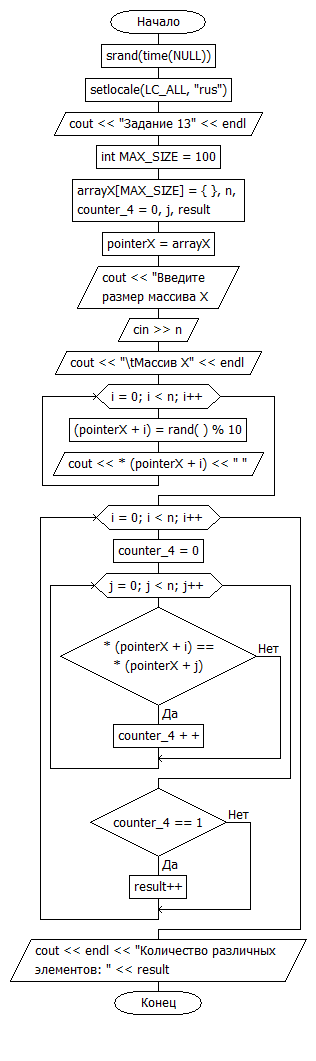 Начало
srand(time(NULL))
setlocale(LC_ALL, "rus")
cout << "Задание 13" << endl
int MAX_SIZE = 100
arrayX[MAX_SIZE] = { }, n,
counter_4 = 0, j, result
pointerX = arrayX
cout << "Введите
размер массива X
cin >> n
cout << "\tМассив X" << endl
i = 0; i < n; i++
(pointerX + i) = rand( ) % 10
cout << * (pointerX + i) << " "
i = 0; i < n; i++
counter_4 = 0
j = 0; j < n; j++
* (pointerX + i) ==
* (pointerX + j)
Нет
Да
counter_4 + +
counter_4 == 1
Нет
Да
result++
cout << endl << "Количество различных
элементов: " << result
Конец